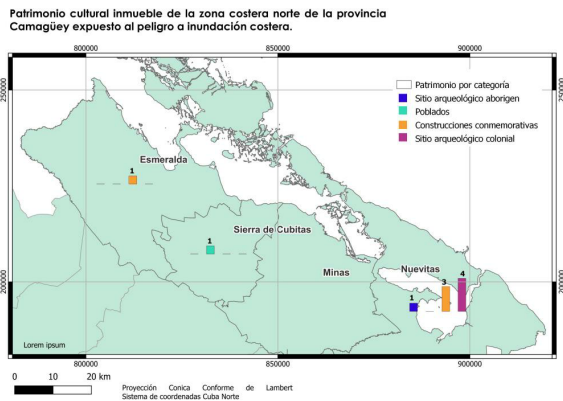 Patrimonio cultural inmueble de la zona costera norte de la provincia
Camagüey expuesto al peligro a inundación costera.
800000 850000 900000
250000 250000
Patrimonio por categoría
Sitio arqueológico aborigen
Poblados
Construcciones conmemorativas
Sitio arqueológico colonial
Esmeralda
1
Sierra de Cubitas
1
Minas
Nuevitas
1 3 4
200000 200000
Lorem ipsum
800000 850000 900000
0 10 20 km
Proyección Conica Conforme de Lambert
Sistema de coordenadas Cuba Norte